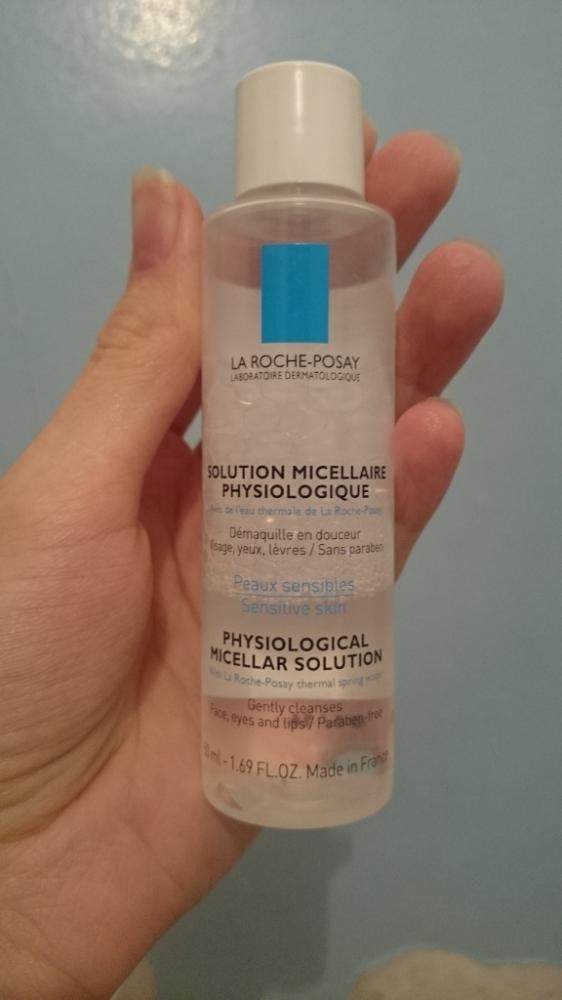 LA ROCHE-POSAY
LABORATOIRE DERMATOLOGIQUE
SOLUTION MICELLAIRE
PHYSIOLOGIQUE
de l'eau thermale de La Roche-Posay
Démaquille en douceur
yeux, lèvres / Sans paraben
Peaux sensibles
Sensitive skin
PHYSIOLOGICAL
MICELLAR SOLUTION
With La Roche-Posay thermal spring water
Gently cleanses
Face, eyes and lips / Paraben-free
ml - 1.69 FL.OZ. Made in France